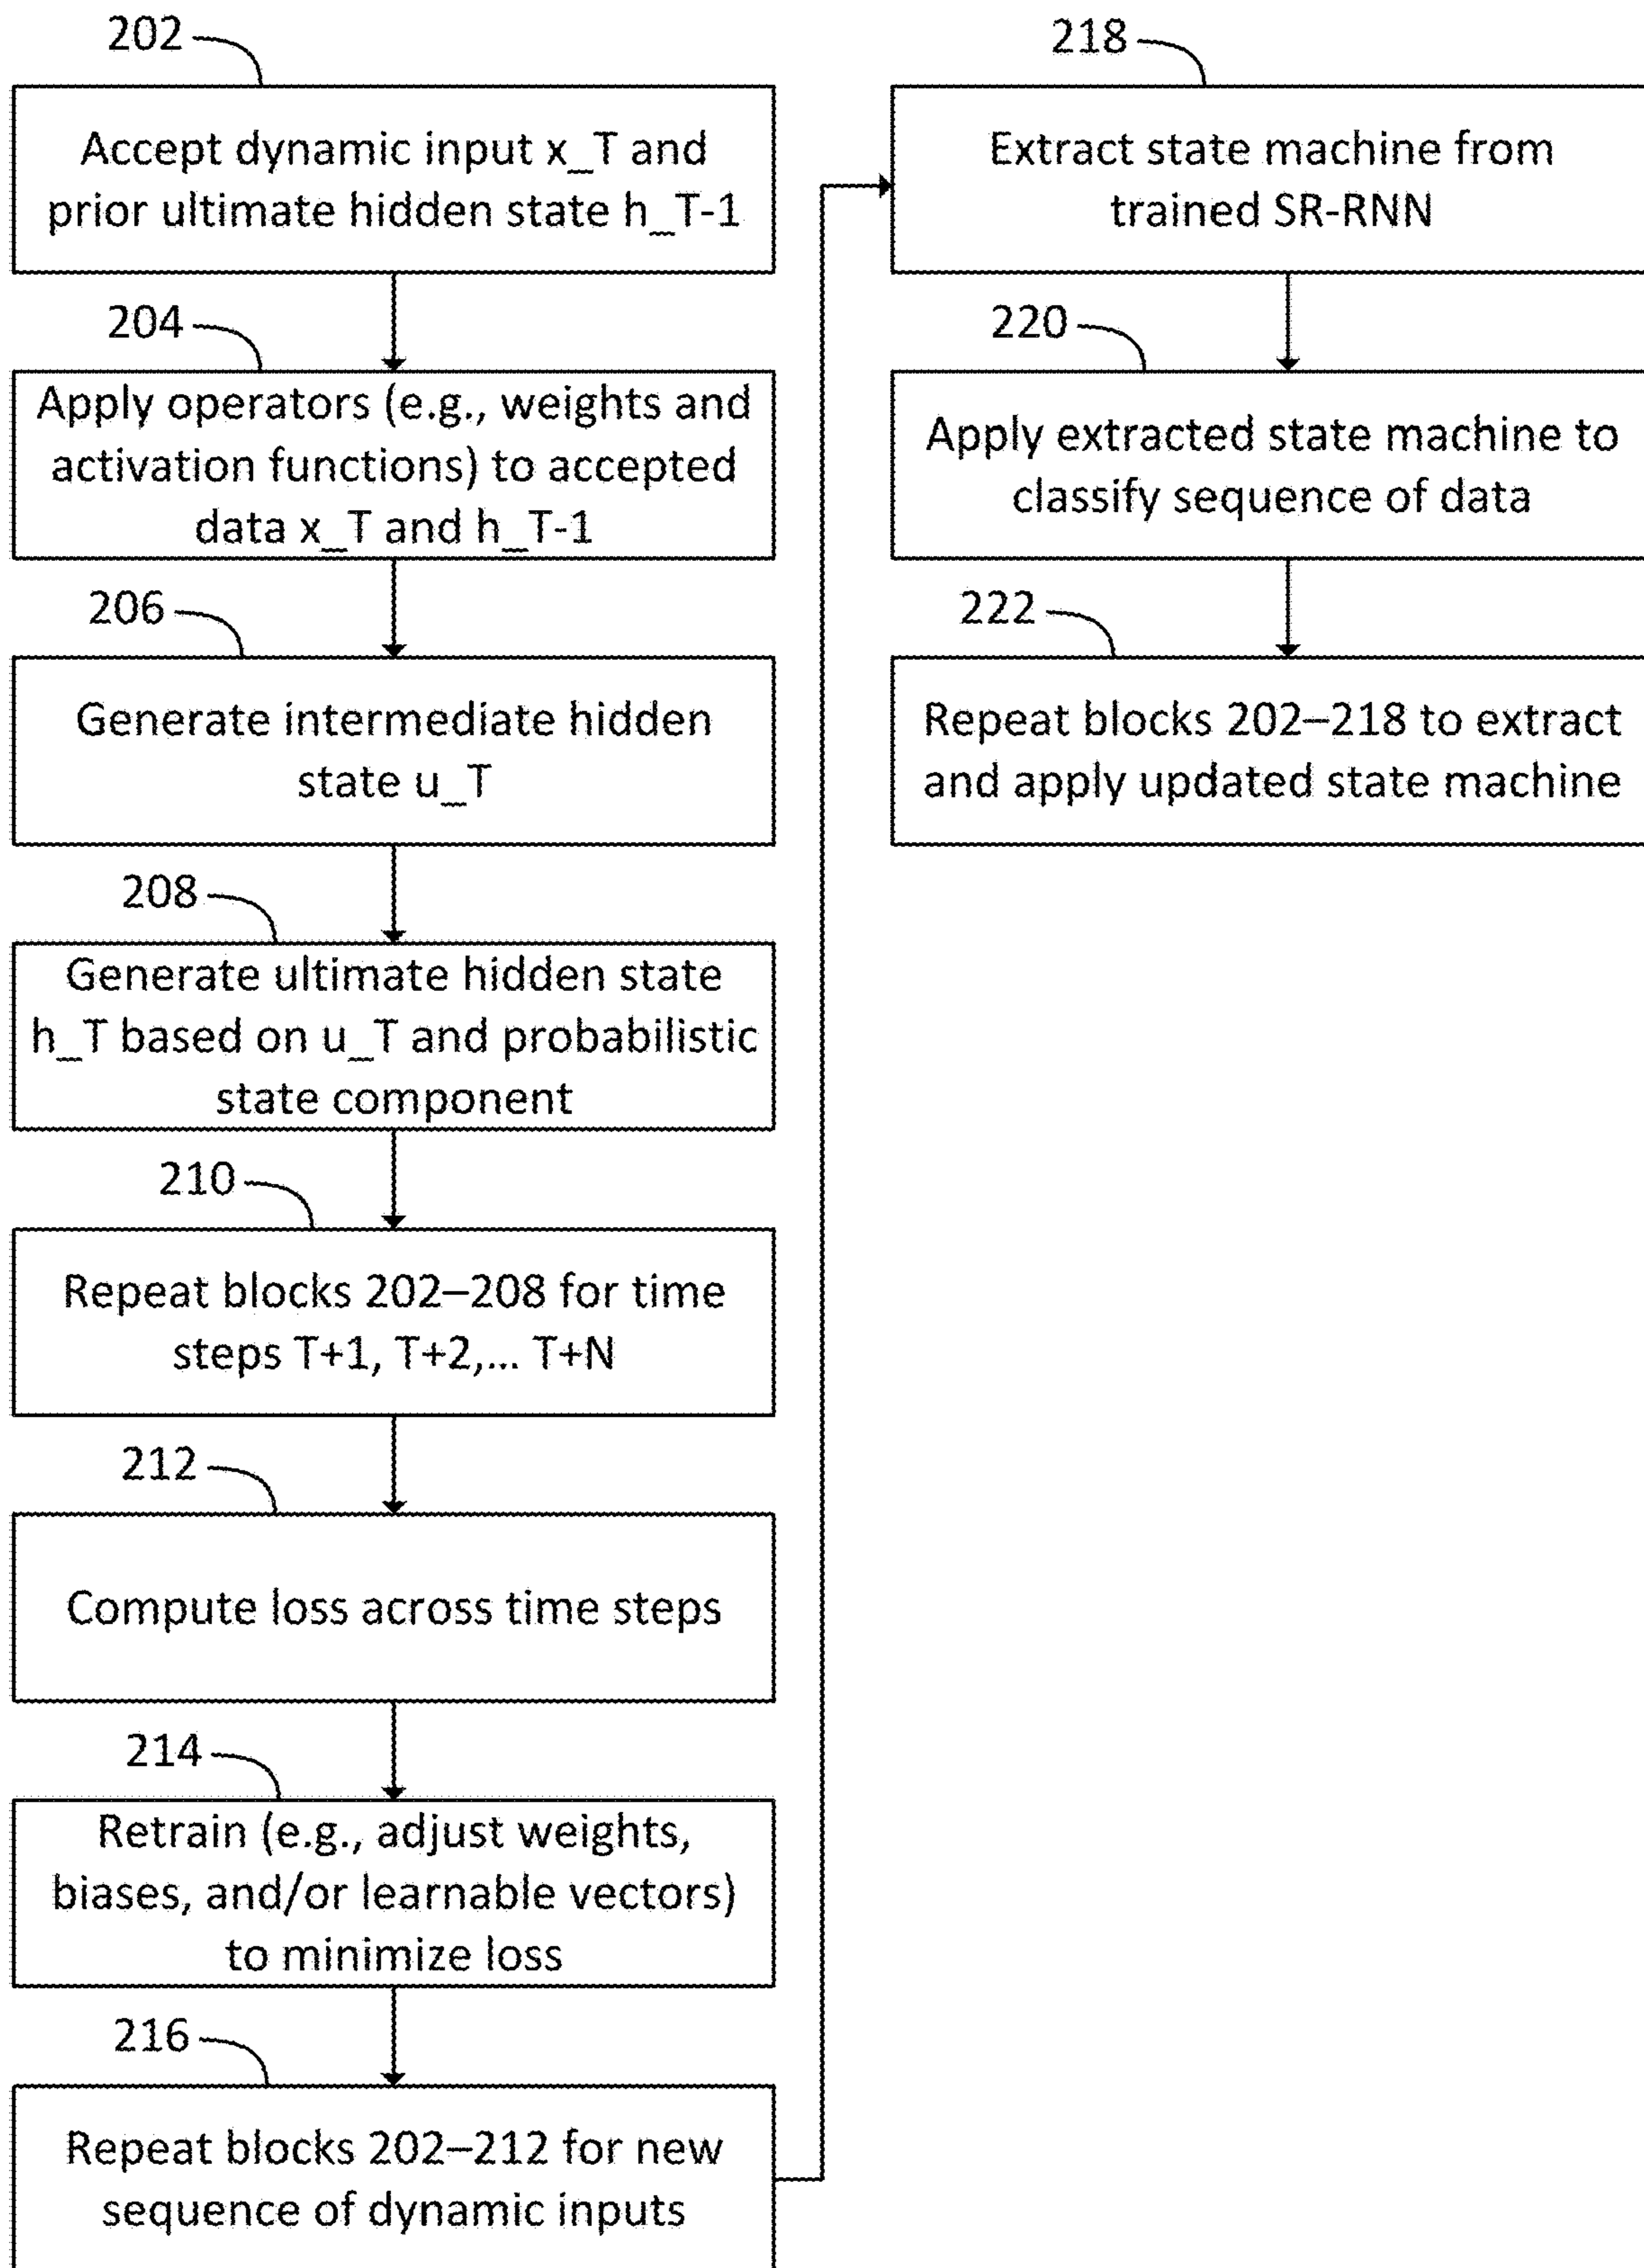 202
Accept dynamic input x_T and
prior ultimate hidden state h_T-1
204
Apply operators (e.g., weights and
activation functions) to accepted
data x_T and h_T-1
206
Generate intermediate hidden
state u_T
208
Generate ultimate hidden state
h_T based on u_T and probabilistic
state component
210
Repeat blocks 202–208 for time
steps T+1, T+2,... T+N
212
Compute loss across time steps
214
Retrain (e.g., adjust weights,
biases, and/or learnable vectors)
to minimize loss
216
Repeat blocks 202–212 for new
sequence of dynamic inputs
218
Extract state machine from
trained SR-RNN
220
Apply extracted state machine to
classify sequence of data
222
Repeat blocks 202–218 to extract
and apply updated state machine